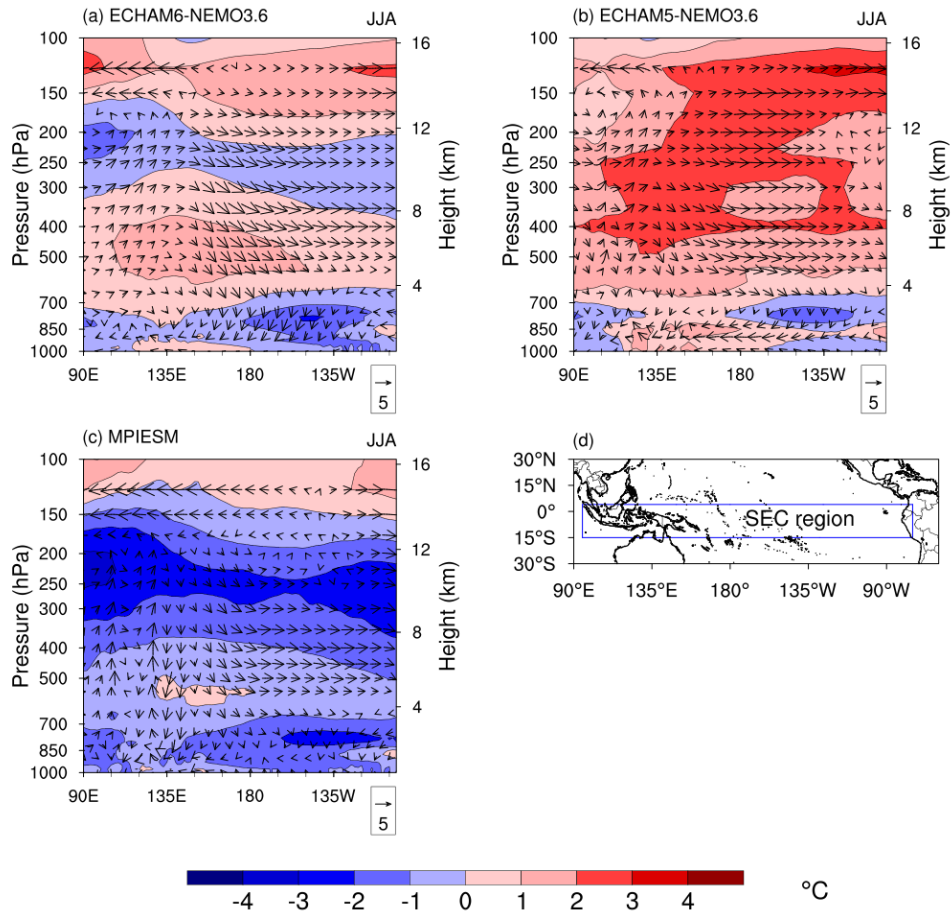 (a) ECHAM6-NEMO3.6 JJA
100
150
200
250
300
400
500
700
850
1000
Pressure (hPa)
16
12
8
4
Height (km)
90E 135E 180 135W
5
(b) ECHAM5-NEMO3.6 JJA
100
150
200
250
300
400
500
700
850
1000
Pressure (hPa)
16
12
8
4
Height (km)
90E 135E 180 135W
5
(c) MPIESM JJA
100
150
200
250
300
400
500
700
850
1000
Pressure (hPa)
16
12
8
4
Height (km)
90E 135E 180 135W
5
(d)
30°N
15°N
0°
15°S
30°S
SEC region
90°E 135°E 180° 135°W 90°W
-4 -3 -2 -1 0 1 2 3 4 °C